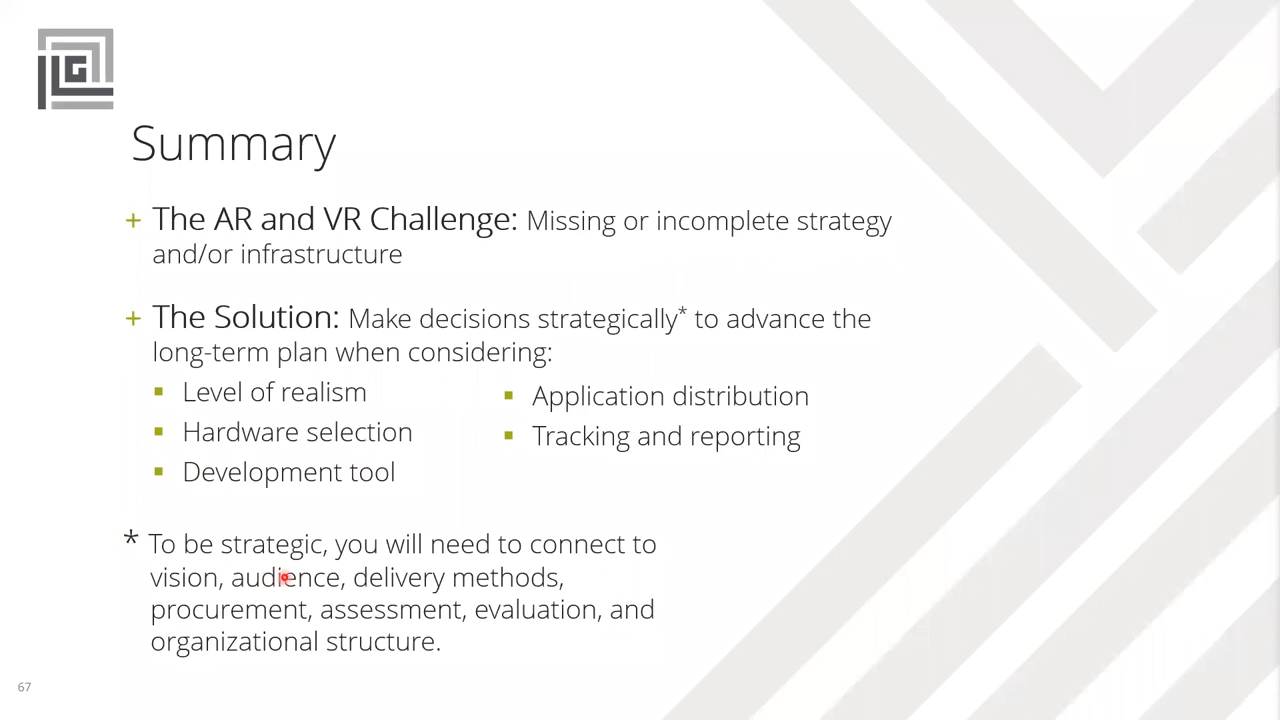 Summary
+ The AR and VR Challenge: Missing or incomplete strategy
and/or infrastructure
+ The Solution: Make decisions strategically* to advance the
long-term plan when considering:
▪ Level of realism
▪ Hardware selection
▪ Development tool
▪ Application distribution
▪ Tracking and reporting
* To be strategic, you will need to connect to
vision, audience, delivery methods,
procurement, assessment, evaluation, and
organizational structure.
67